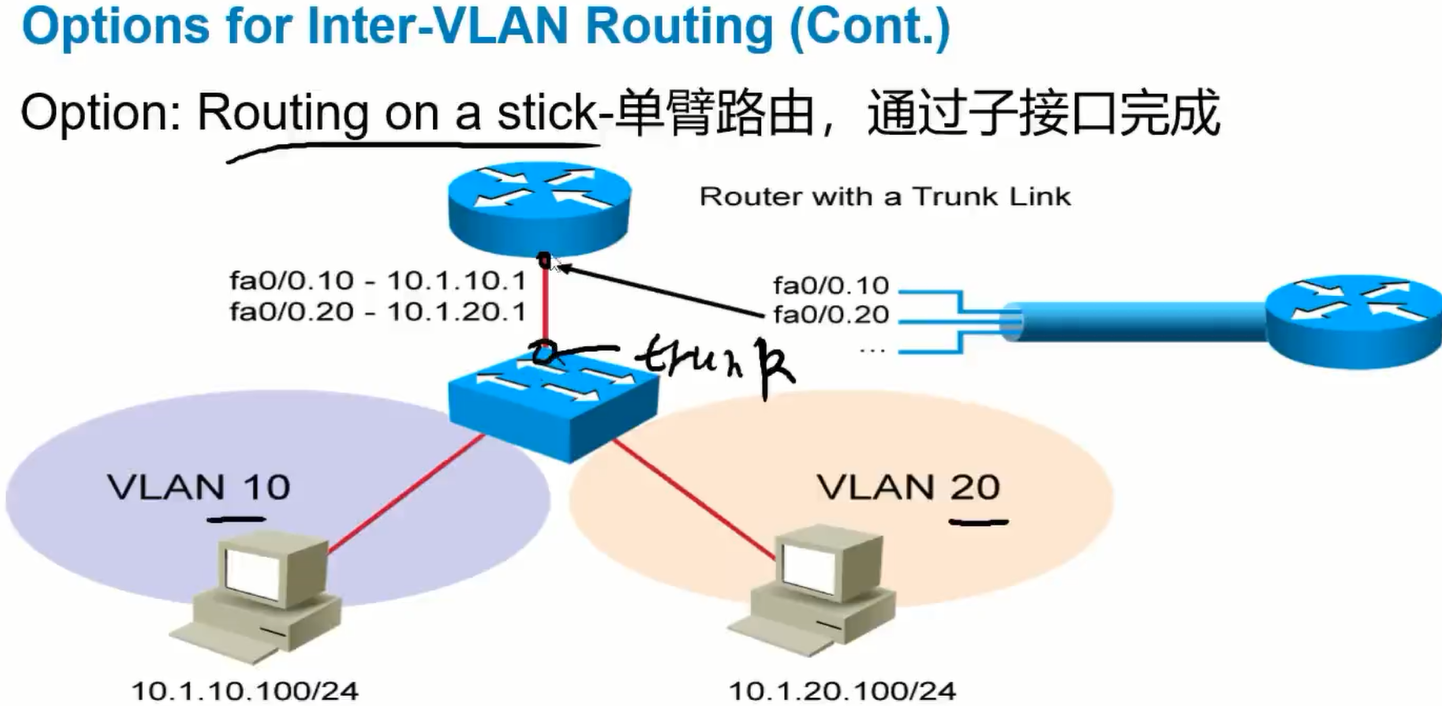 Options for Inter-VLAN Routing (Cont.)
Option: Routing on a stick-单臂路由，通过子接口完成
Router with a Trunk Link
fa0/0.10 - 10.1.10.1
fa0/0.20 - 10.1.20.1
fa0/0.10
fa0/0.20
...
trunk
VLAN 10
VLAN 20
10.1.10.100/24
10.1.20.100/24